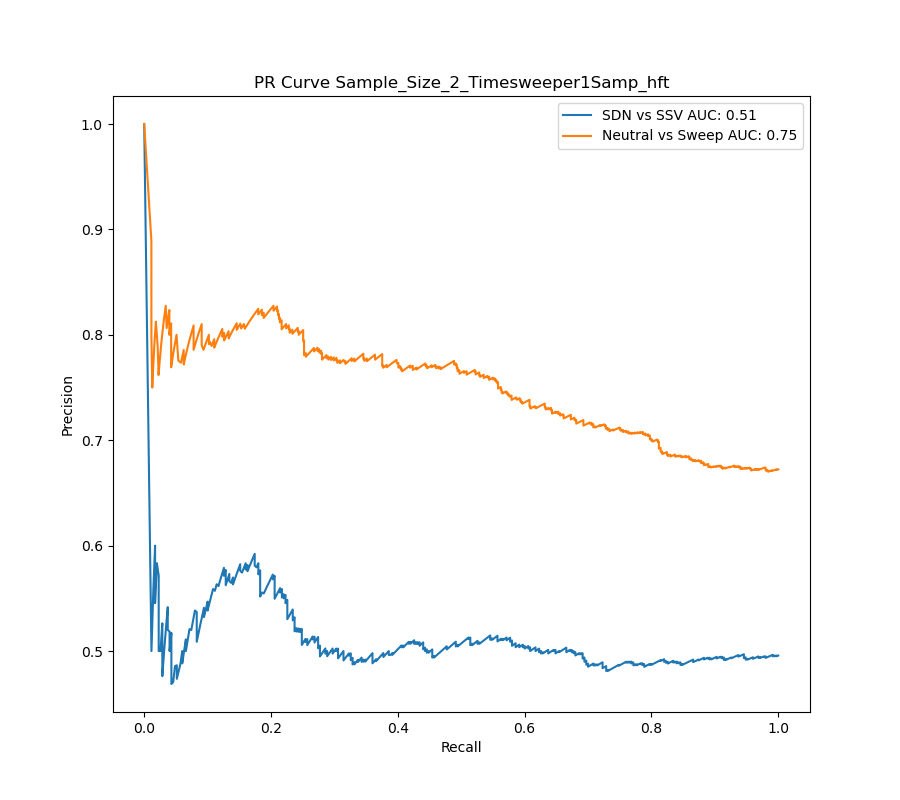 PR Curve Sample_Size_2_Timesweeper1Samp_hft
SDN vs SSV AUC: 0.51
Neutral vs Sweep AUC: 0.75
1.0
0.9
0.8
0.7
0.6
0.5
Precision
0.0 0.2 0.4 0.6 0.8 1.0
Recall